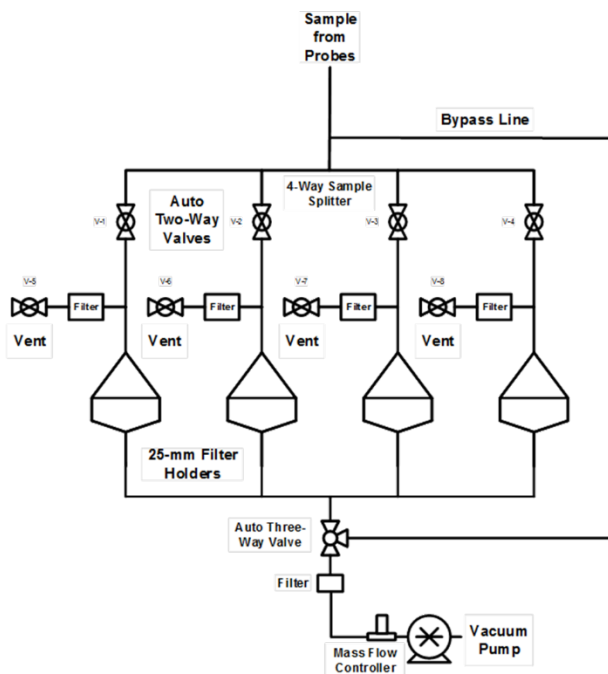 Sample
from
Probes
Bypass Line
Auto
Two-Way
Valves
4-Way Sample
Splitter
V-1
V-2
V-3
V-4
V-5
V-6
V-7
V-8
Filter
Filter
Filter
Filter
Vent
Vent
Vent
Vent
25-mm Filter
Holders
Auto Three-
Way Valve
Filter
Mass Flow
Controller
Vacuum
Pump